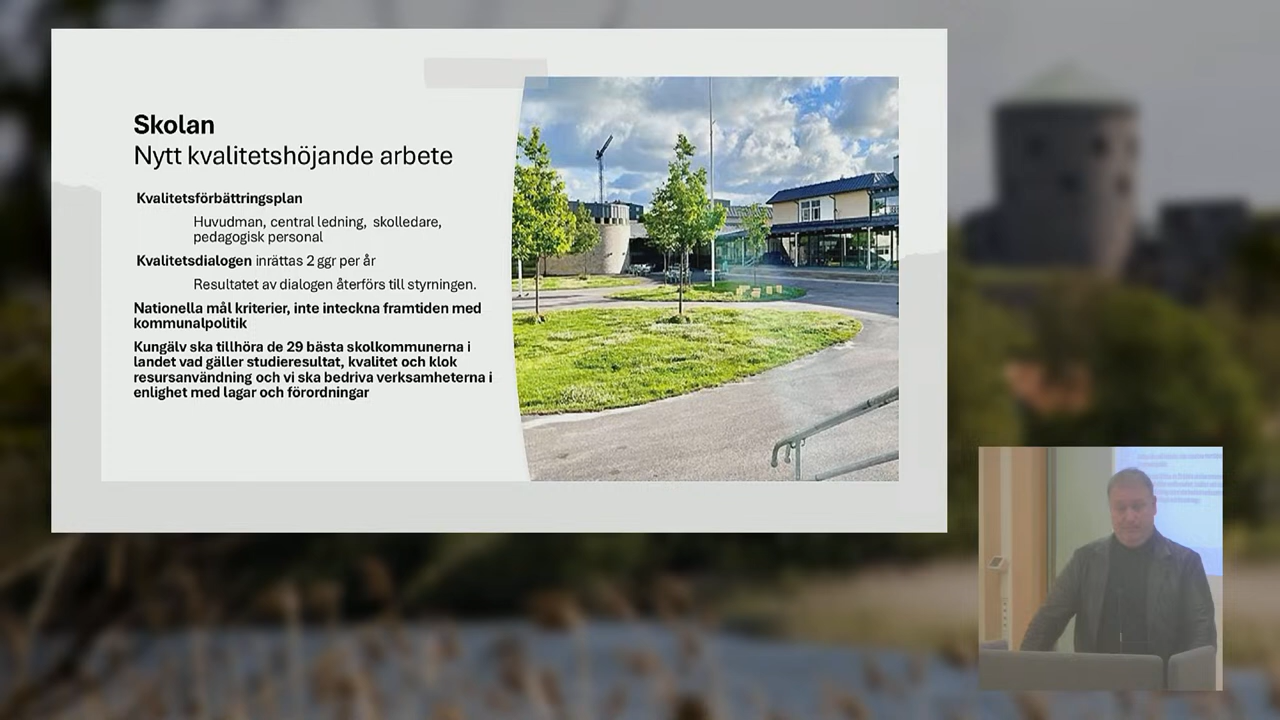 Skolan
Nytt kvalitetshöjande arbete
Kvalitetsförbättringsplan
Huvudman, central ledning, skolledare,
pedagogisk personal
Kvalitetsdialogen inrättas 2 ggr per år
Resultatet av dialogen återförs till styrningen.
Nationella mål kriterier, inte inteckna framtiden med
kommunalpolitik
Kungälv ska tillhöra de 29 bästa skolkommunerna i
landet vad gäller studieresultat, kvalitet och klok
resursanvändning och vi ska bedriva verksamheterna i
enlighet med lagar och förordningar